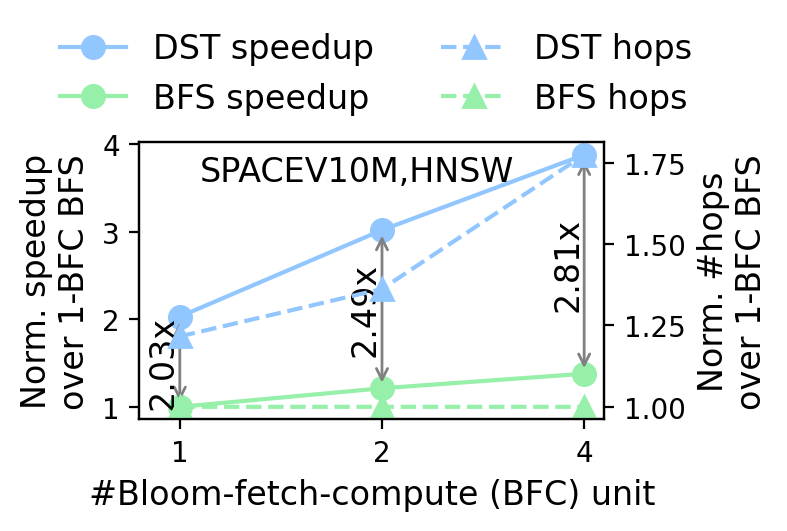 DST speedup
DST hops
BFS speedup
BFS hops
SPACEV10M,HNSW
Norm. speedup
over 1-BFC BFS
4
3
2
1
2.03x
2.49x
2.81x
1.75
1.50
1.25
1.00
Norm. #hops
over 1-BFC BFS
1
2
4
#Bloom-fetch-compute (BFC) unit